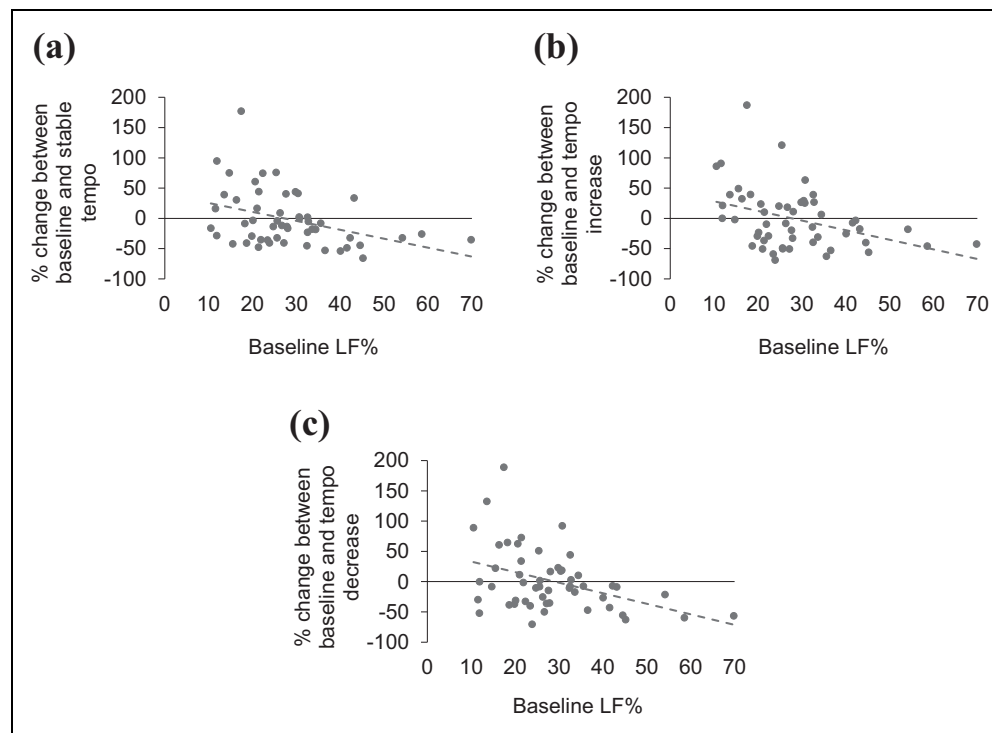 (a)
% change between
baseline and stable
tempo
200
150
100
50
0
-50
-100
0 10 20 30 40 50 60 70
Baseline LF%
(b)
% change between
baseline and tempo
increase
200
150
100
50
0
-50
-100
0 10 20 30 40 50 60 70
Baseline LF%
(c)
% change between
baseline and tempo
decrease
200
150
100
50
0
-50
-100
0 10 20 30 40 50 60 70
Baseline LF%